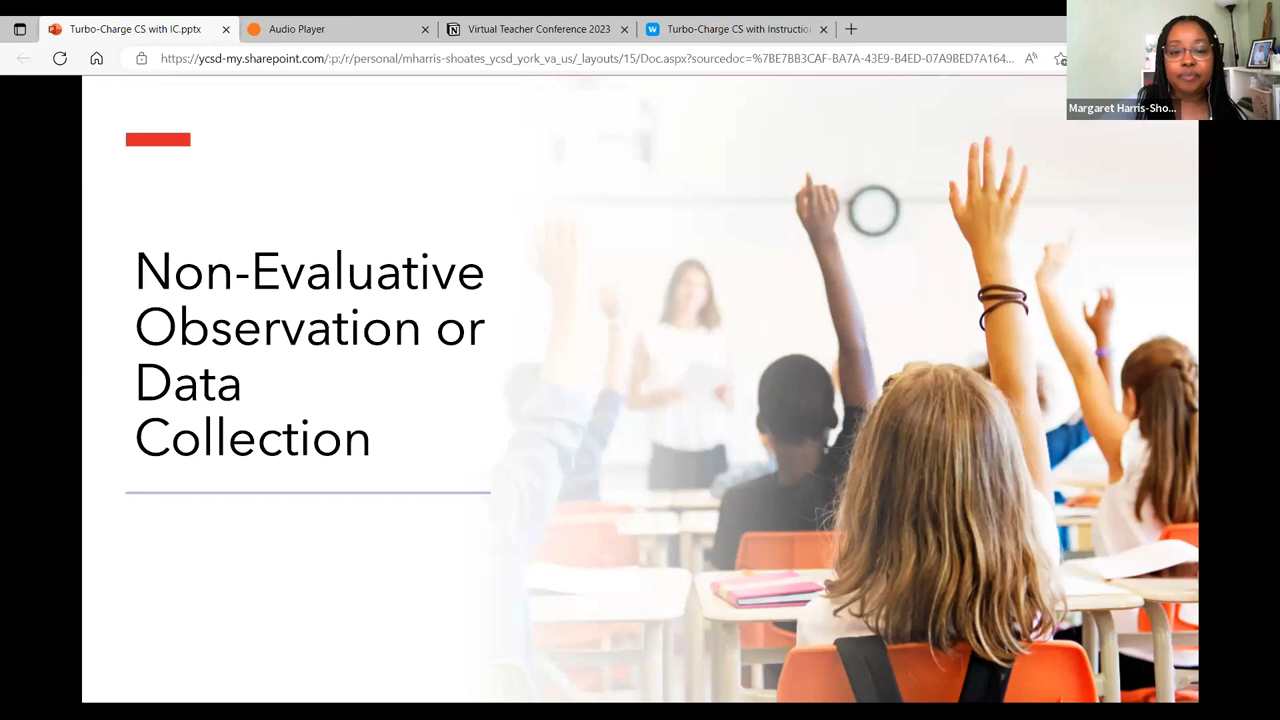 Turbo-Charge CS with IC.pptx
Audio Player
Virtual Teacher Conference 2023
Turbo-Charge CS with Instructio
https://ycsd-my.sharepoint.com/:p:/r/personal/mharris-shoates_ycsd_york_va_us/_layouts/15/Doc.aspx?sourcedoc=%7BE7BB3CAF-BA7A-43E9-B4ED-07A9BED7A164...
Margaret Harris-Sho...
Non-Evaluative
Observation or
Data
Collection